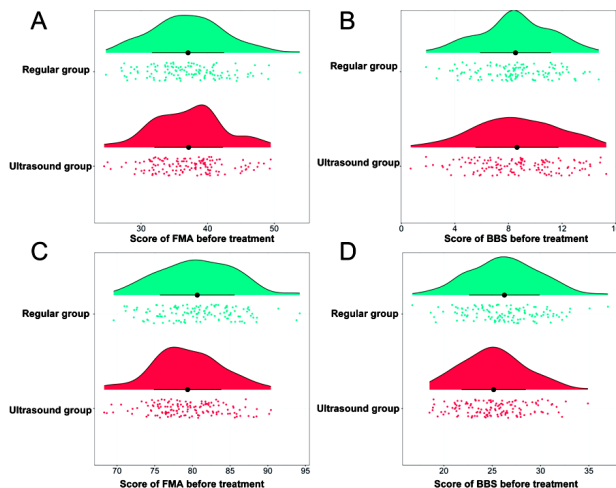 A
Regular group
Ultrasound group
30 40 50
Score of FMA before treatment
B
Regular group
Ultrasound group
0 4 8 12 16
Score of BBS before treatment
C
Regular group
Ultrasound group
70 75 80 85 90 95
Score of FMA before treatment
D
Regular group
Ultrasound group
20 25 30 35
Score of BBS before treatment